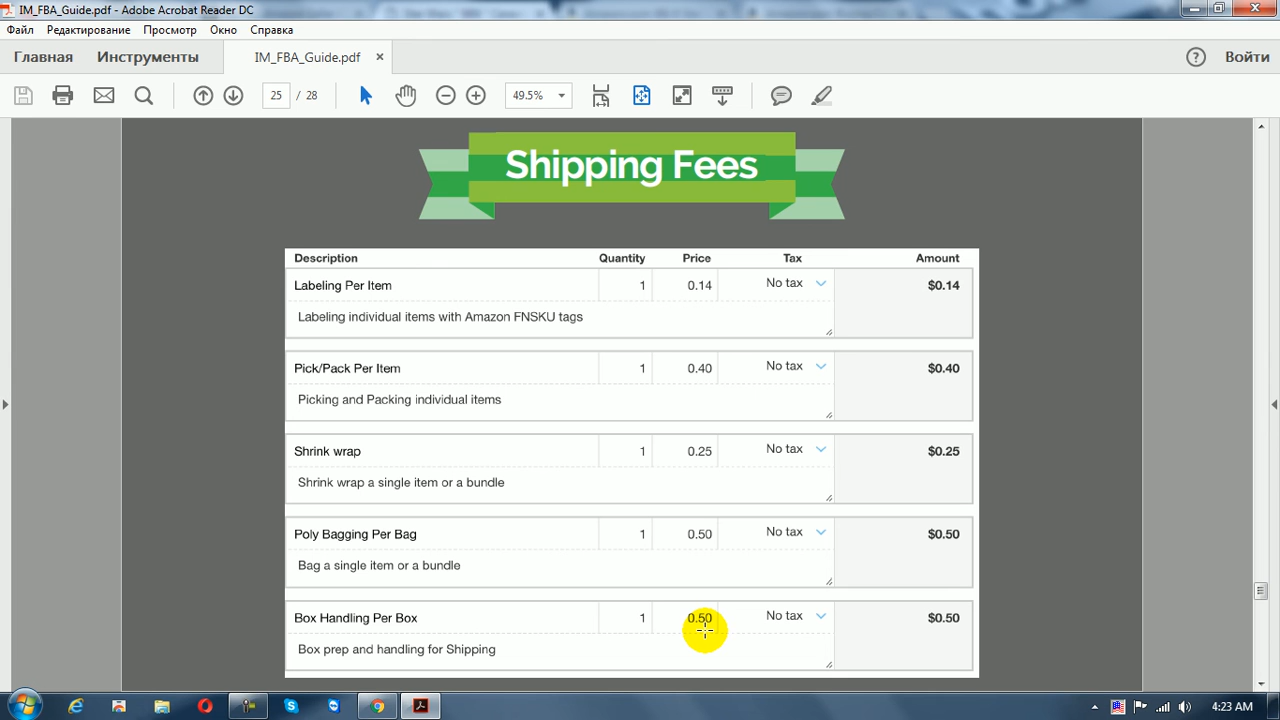 IM_FBA_Guide.pdf - Adobe Acrobat Reader DC
Файл Редактирование Просмотр Окно Справка
Главная Инструменты IM_FBA_Guide.pdf × ? Войти
25 / 28 49.5%
Shipping Fees
Description Quantity Price Tax Amount
Labeling Per Item 1 0.14 No tax $0.14
Labeling individual items with Amazon FNSKU tags
Pick/Pack Per Item 1 0.40 No tax $0.40
Picking and Packing individual items
Shrink wrap 1 0.25 No tax $0.25
Shrink wrap a single item or a bundle
Poly Bagging Per Bag 1 0.50 No tax $0.50
Bag a single item or a bundle
Box Handling Per Box 1 0.50 No tax $0.50
Box prep and handling for Shipping
4:23 AM